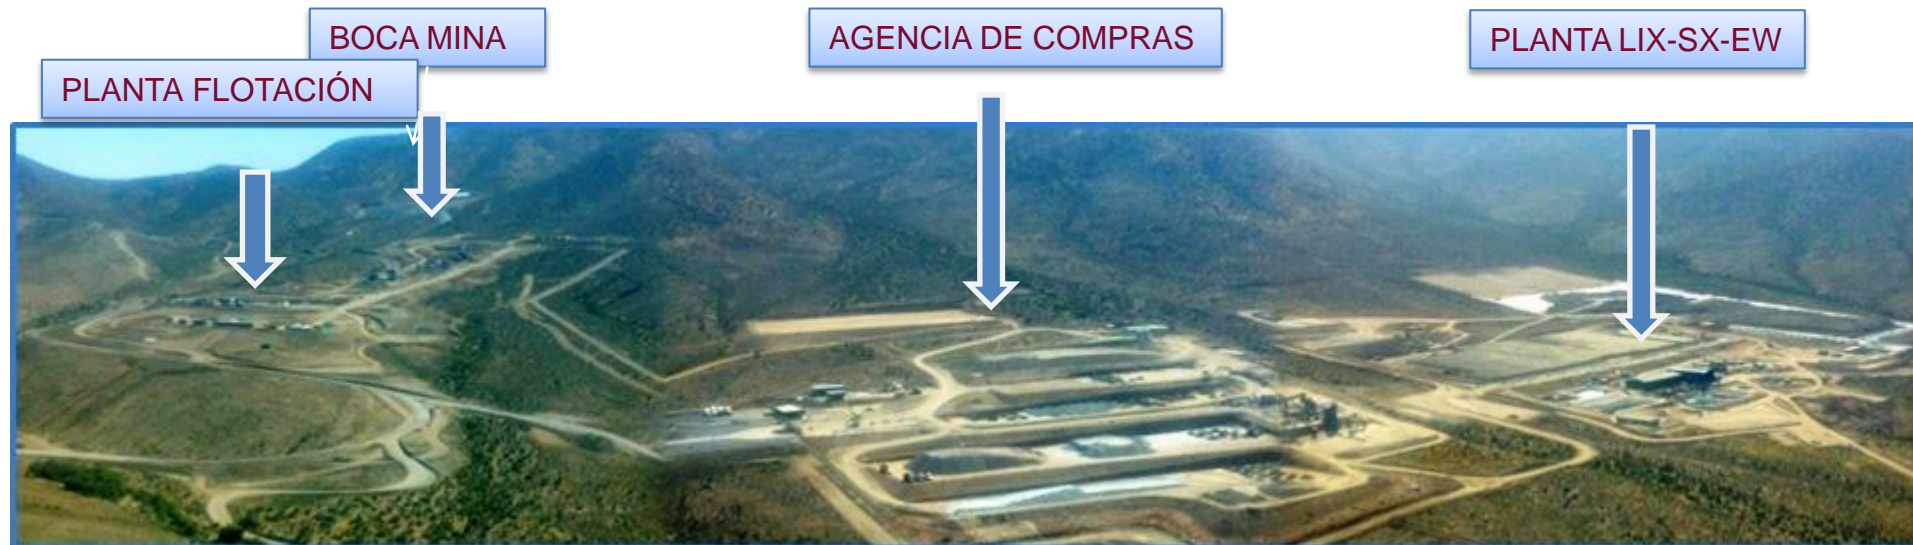 BOCA MINA
AGENCIA DE COMPRAS
PLANTA LIX-SX-EW
PLANTA FLOTACIÓN